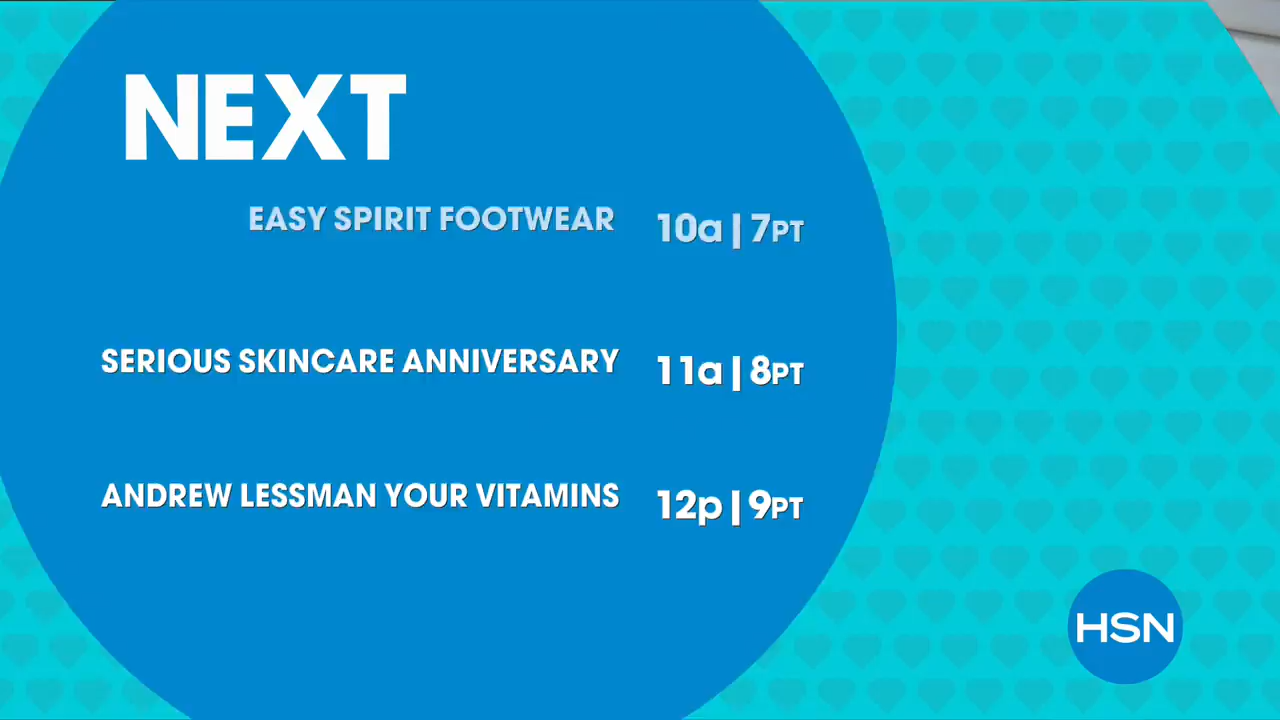 NEXT
EASY SPIRIT FOOTWEAR 10a | 7PT
SERIOUS SKINCARE ANNIVERSARY 11a | 8PT
ANDREW LESSMAN YOUR VITAMINS 12p | 9PT
HSN